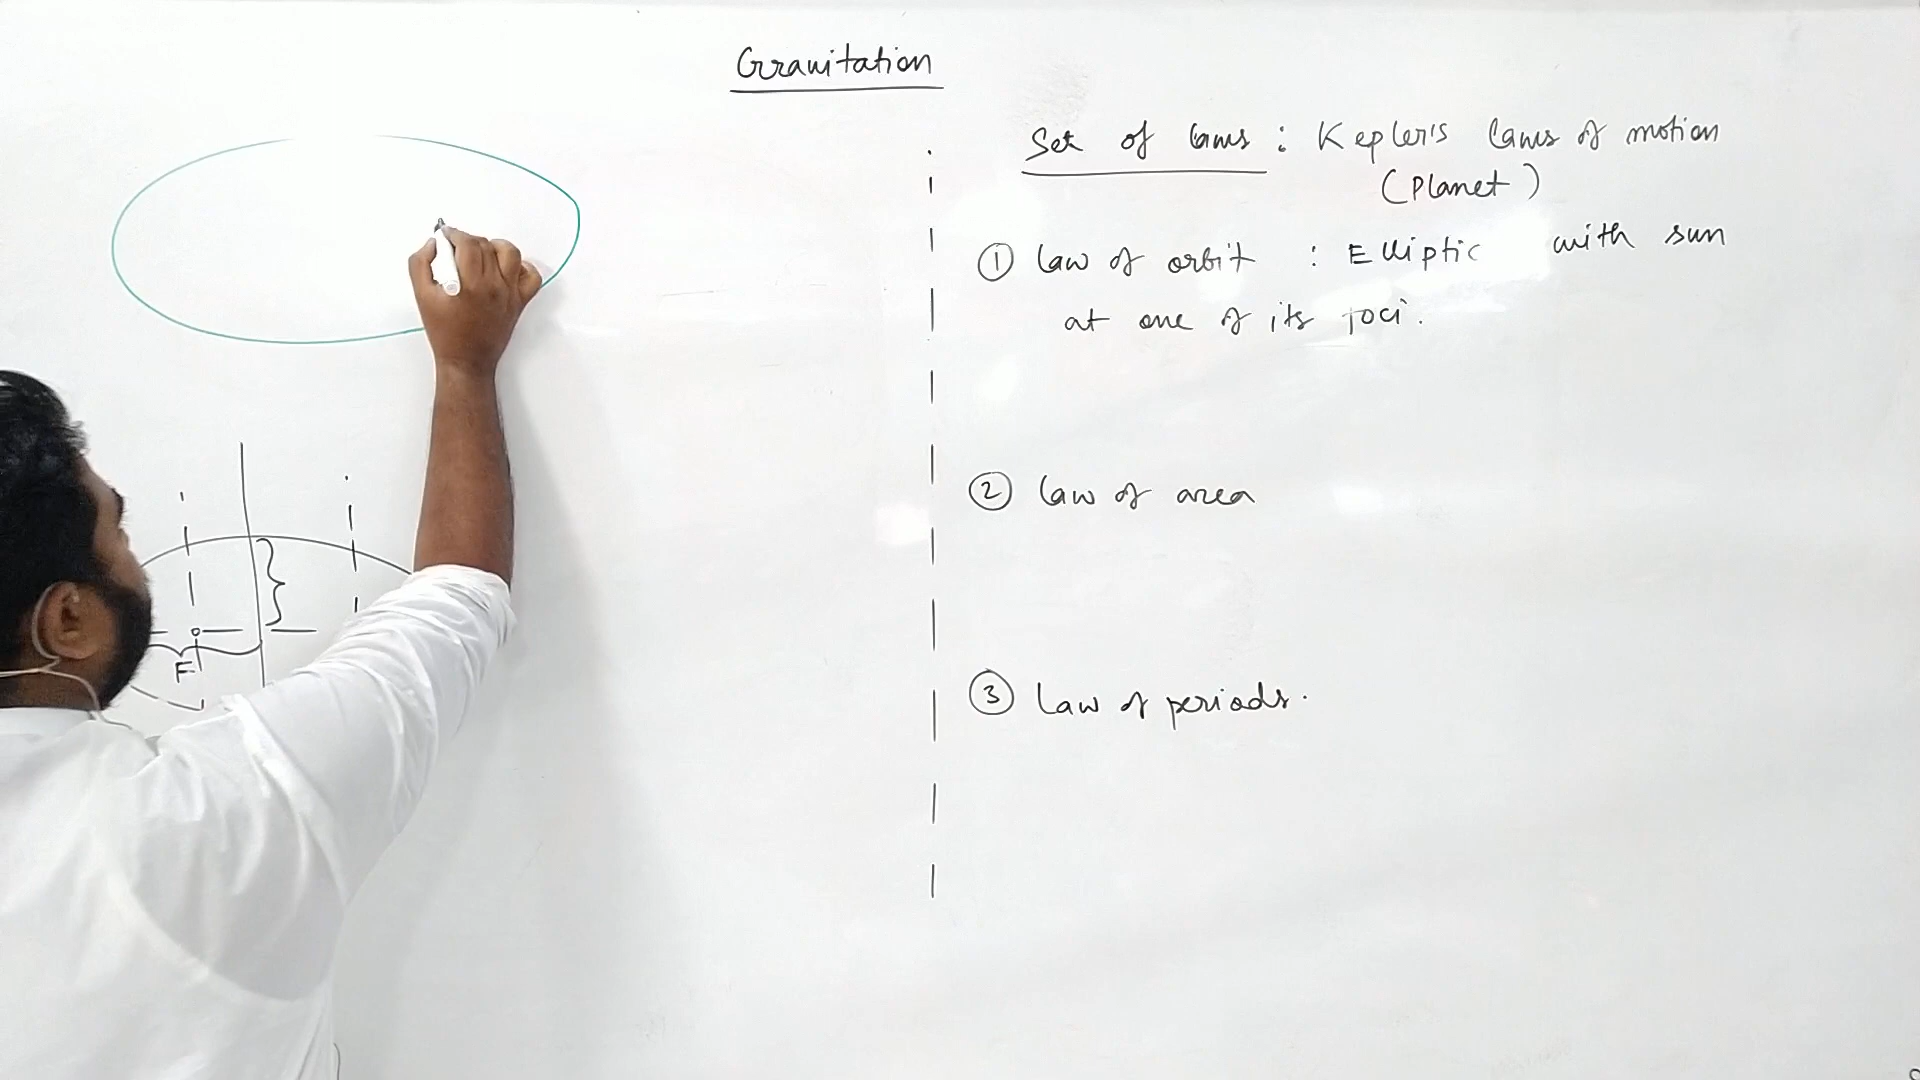 Gravitation
Set of laws : Kepler's laws of motion
(Planet)
① law of orbit : Elliptic with sun
at one of its foci.
② law of area
③ Law of periods.
F